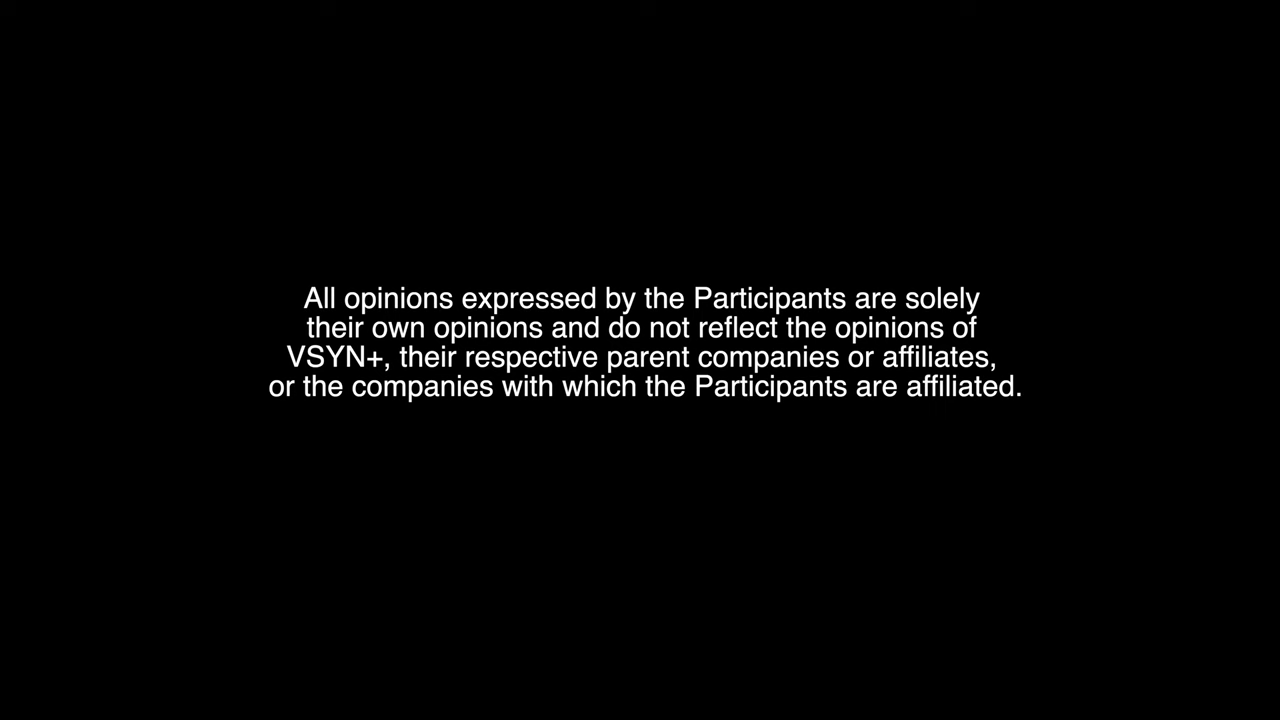 All opinions expressed by the Participants are solely
their own opinions and do not reflect the opinions of
VSYN+, their respective parent companies or affiliates,
or the companies with which the Participants are affiliated.